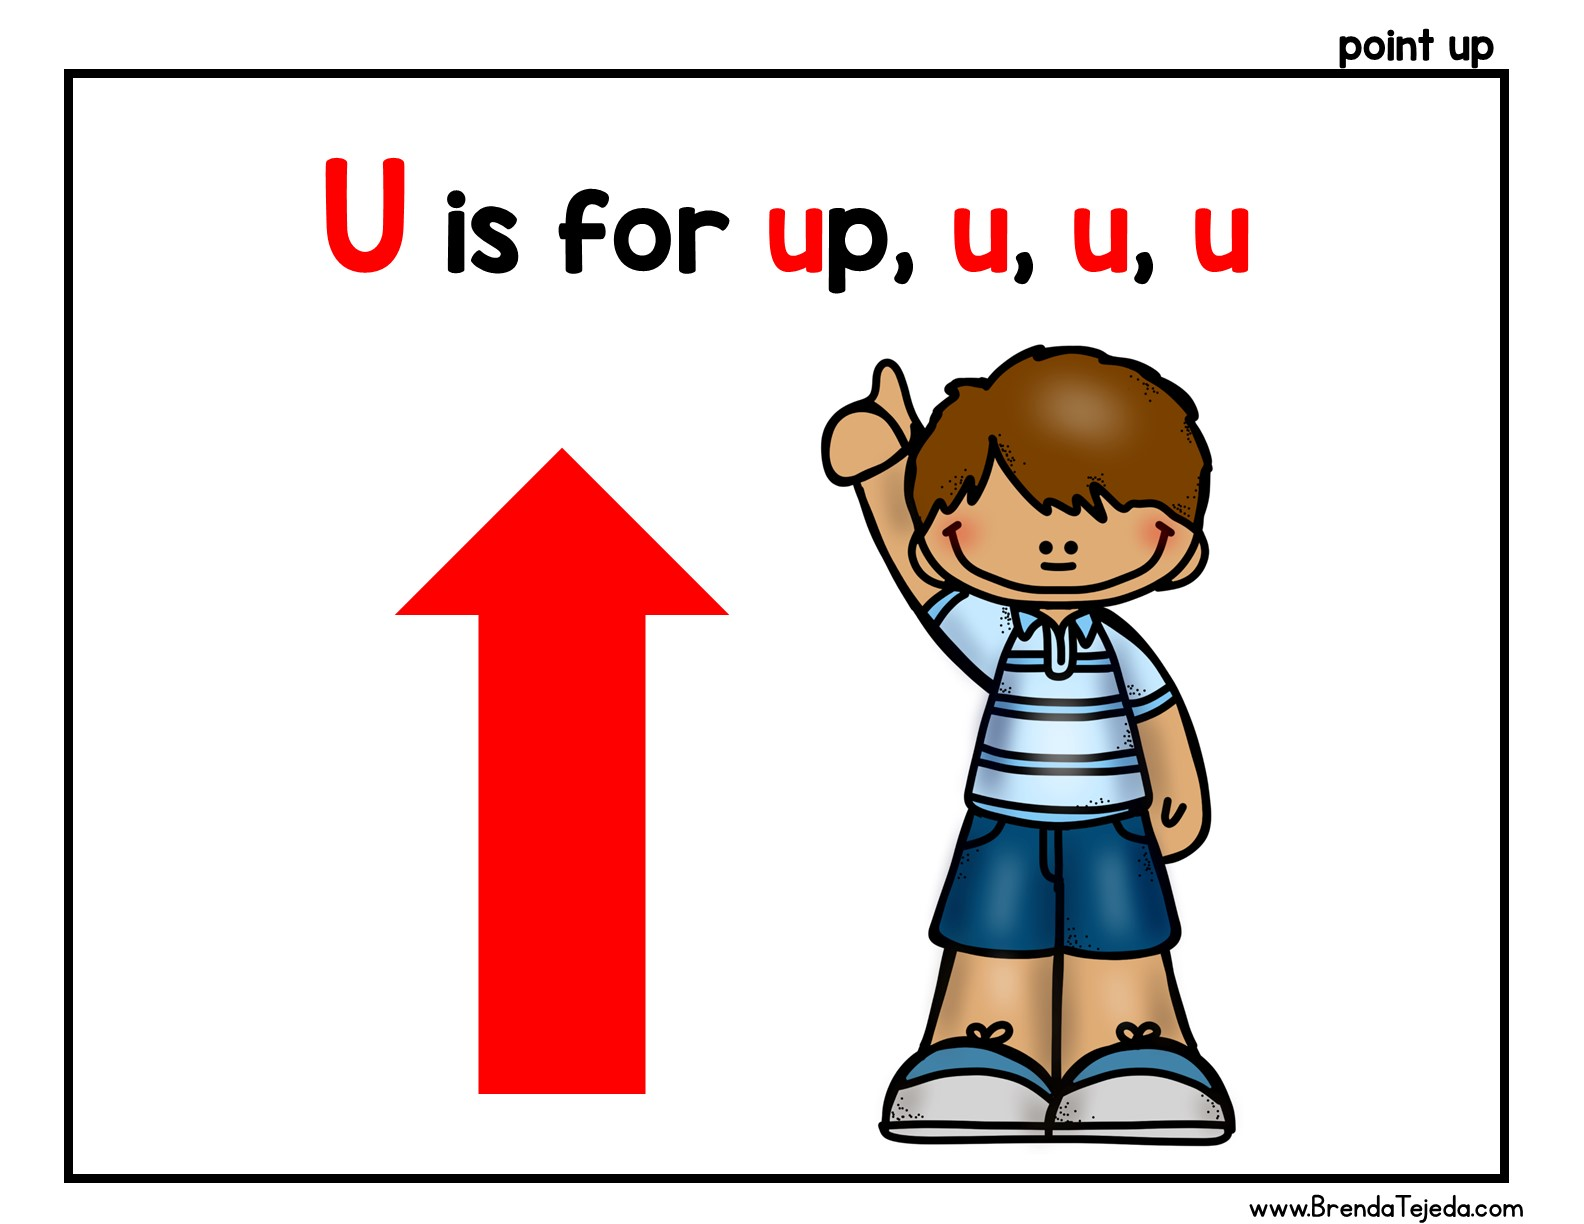 point up
U is for up, u, u, u
www.BrendaTejeda.com